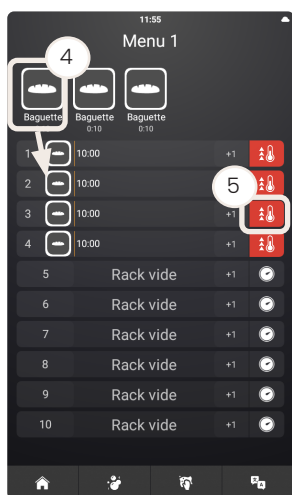 11:55
Menu 1
4
Baguette Baguette Baguette
0:10 0:10
1 10:00 +1
2 10:00
5
3 10:00 +1
4 10:00 +1
5 Rack vide +1
6 Rack vide +1
7 Rack vide +1
8 Rack vide +1
9 Rack vide +1
10 Rack vide +1